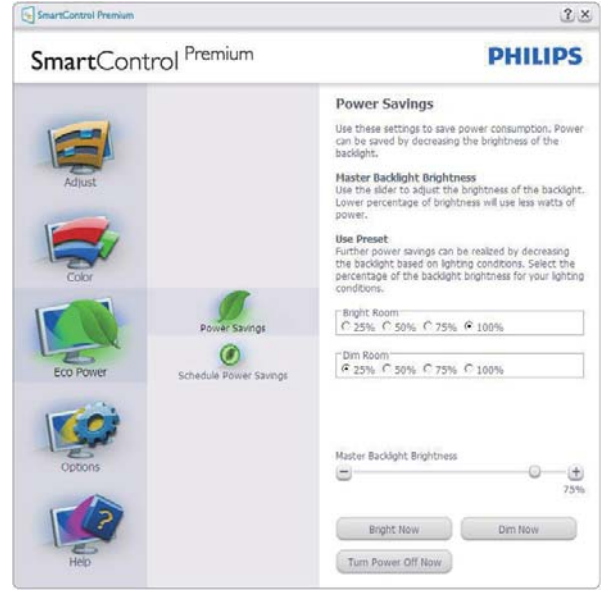 SmartControl Premium
SmartControl Premium
PHILIPS
Adjust
Color
Eco Power
Options
Help
Power Savings
Schedule Power Savings
Power Savings
Use these settings to save power consumption. Power
can be saved by decreasing the brightness of the
backlight.
Master Backlight Brightness
Use the slider to adjust the brightness of the backlight.
Lower percentage of brightness will use less watts of
power.
Use Preset
Further power savings can be realized by decreasing
the backlight based on lighting conditions. Select the
percentage of the backlight brightness for your lighting
conditions.
Bright Room
25% 50% 75% 100%
Dim Room
25% 50% 75% 100%
Master Backlight Brightness
75%
Bright Now Dim Now
Turn Power Off Now